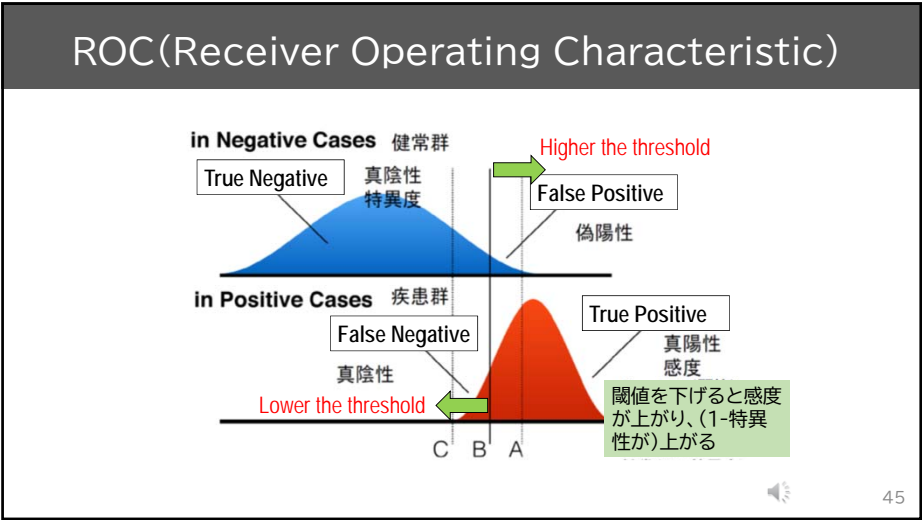 ROC(Receiver Operating Characteristic)
in Negative Cases 健常群
Higher the threshold
True Negative
真陰性
特異度
False Positive
偽陽性
in Positive Cases 疾患群
True Positive
False Negative
真陽性
感度
真陰性
Lower the threshold
閾値を下げると感度
が上がり、(1-特異
性が)上がる
C B A
45